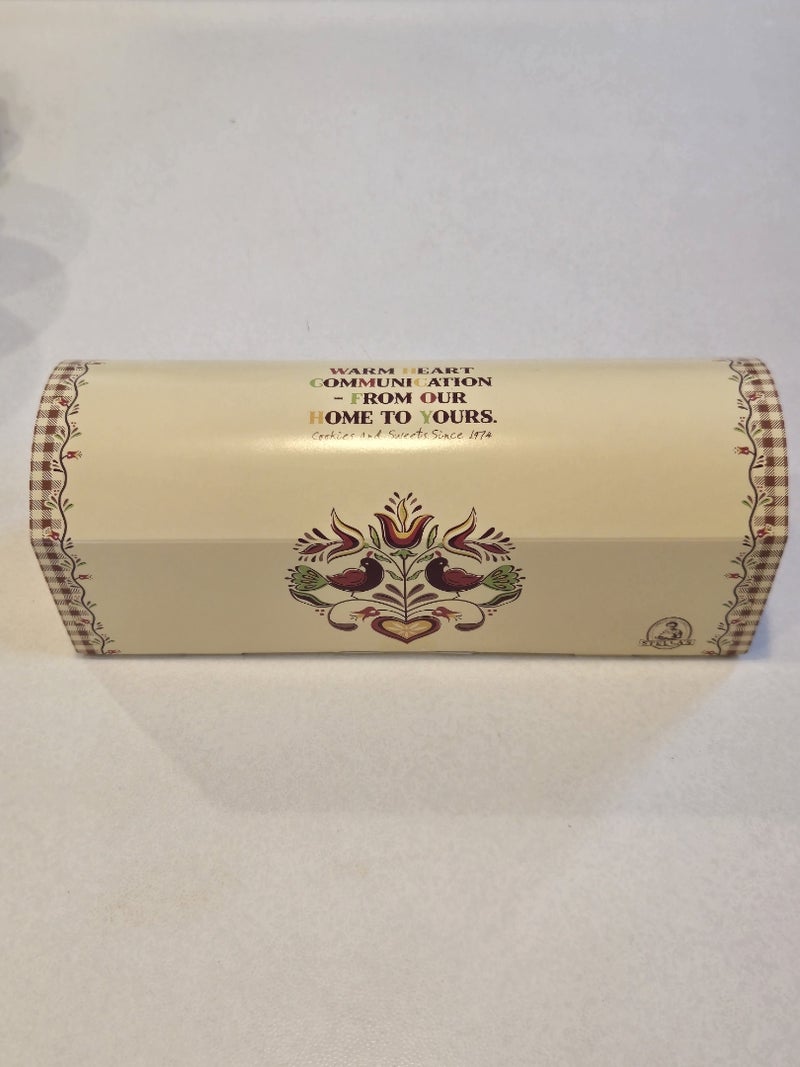 WARM HEART
COMMUNICATION
- FROM OUR
HOME TO YOURS.
Cookies And Sweets Since 1974